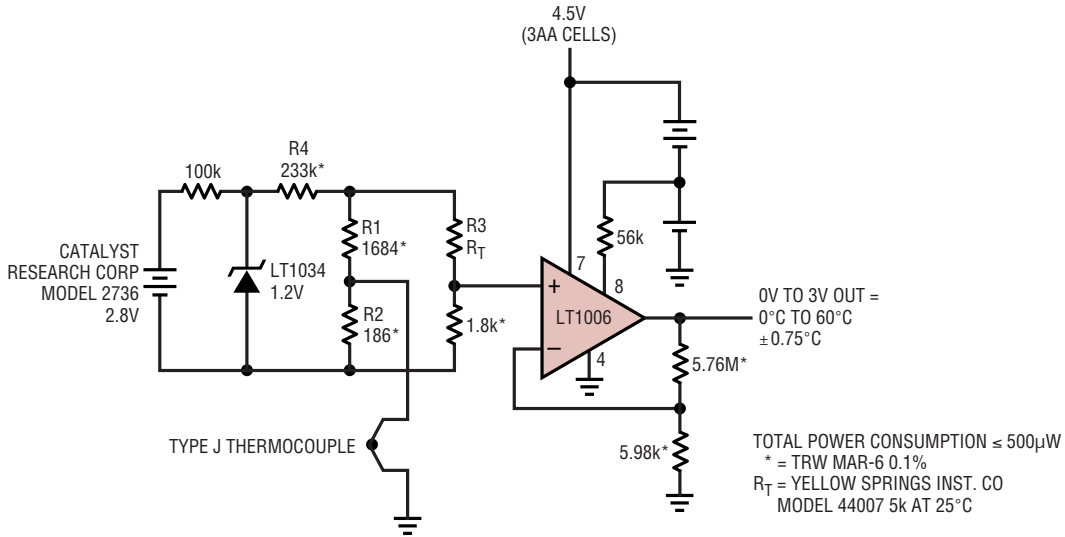 4.5V
(3AA CELLS)
R4
233k*
100k
R1
1684*
R3
RT
56k
7
CATALYST
RESEARCH CORP
MODEL 2736
2.8V
LT1034
1.2V
8
+
R2
186*
1.8k*
LT1006
0V TO 3V OUT =
0°C TO 60°C
±0.75°C
–
4
5.76M*
TYPE J THERMOCOUPLE
5.98k*
TOTAL POWER CONSUMPTION ≤ 500µW
* = TRW MAR-6 0.1%
RT = YELLOW SPRINGS INST. CO
MODEL 44007 5k AT 25°C